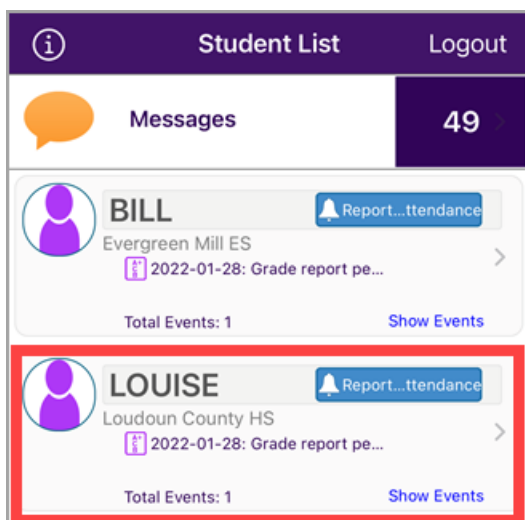 Student List Logout
Messages 49
BILL Report...ttendance
Evergreen Mill ES
2022-01-28: Grade report pe...
Total Events: 1 Show Events
LOUISE Report...ttendance
Loudoun County HS
2022-01-28: Grade report pe...
Total Events: 1 Show Events